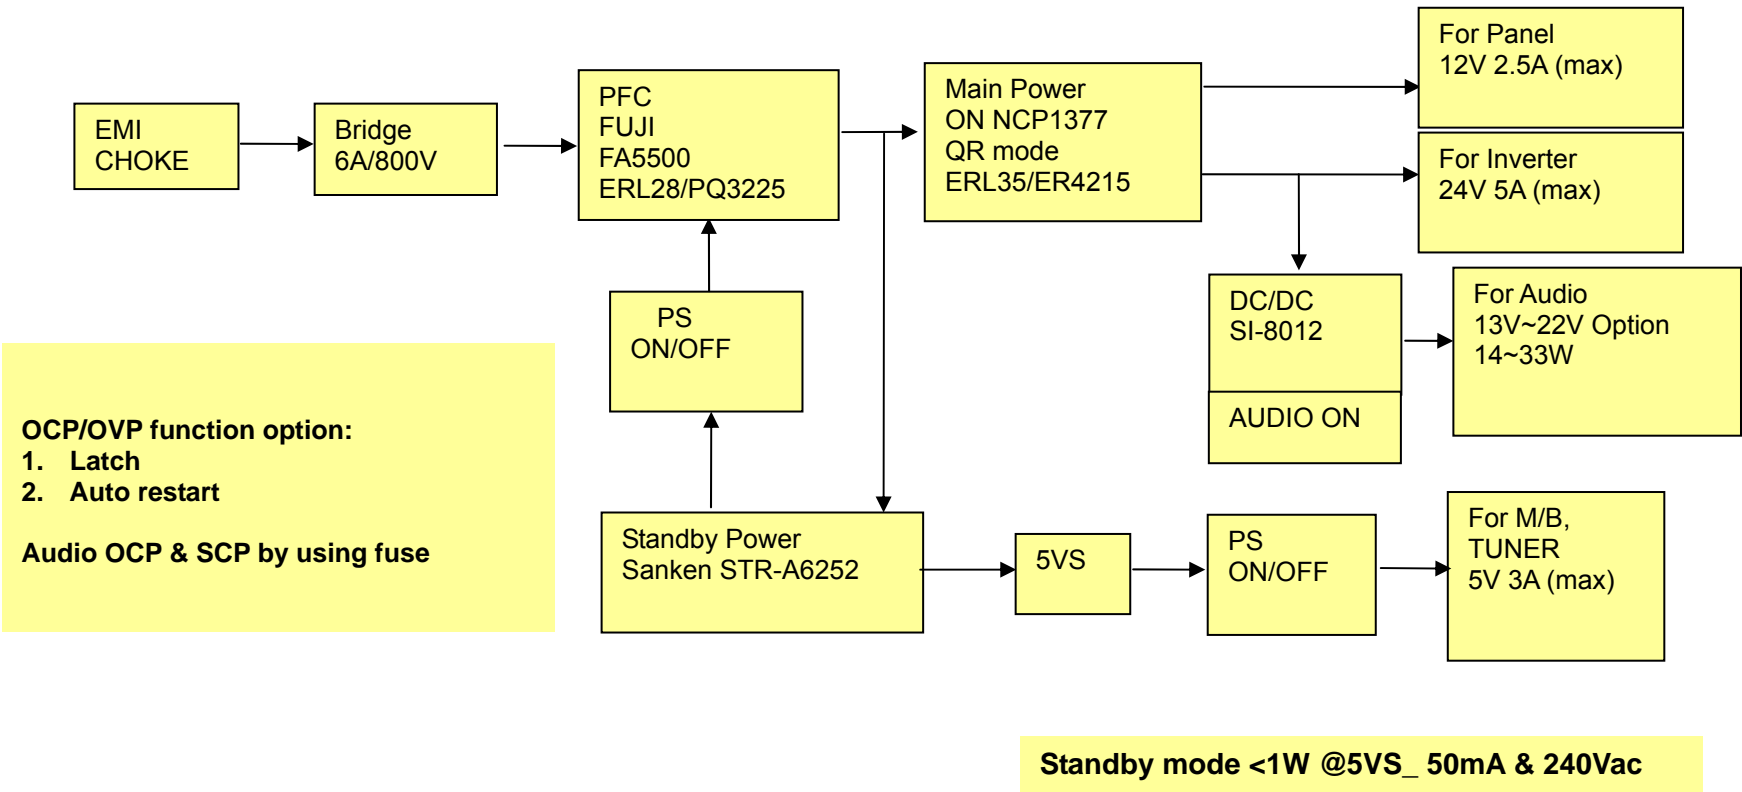 For Panel
12V 2.5A (max)
EMI
CHOKE
Bridge
6A/800V
PFC
FUJI
FA5500
ERL28/PQ3225
Main Power
ON NCP1377
QR mode
ERL35/ER4215
For Inverter
24V 5A (max)
PS
ON/OFF
DC/DC
SI-8012
AUDIO ON
For Audio
13V~22V Option
14~33W
OCP/OVP function option:
1. Latch
2. Auto restart
Audio OCP & SCP by using fuse
Standby Power
Sanken STR-A6252
5VS
PS
ON/OFF
For M/B,
TUNER
5V 3A (max)
Standby mode <1W @5VS_ 50mA & 240Vac